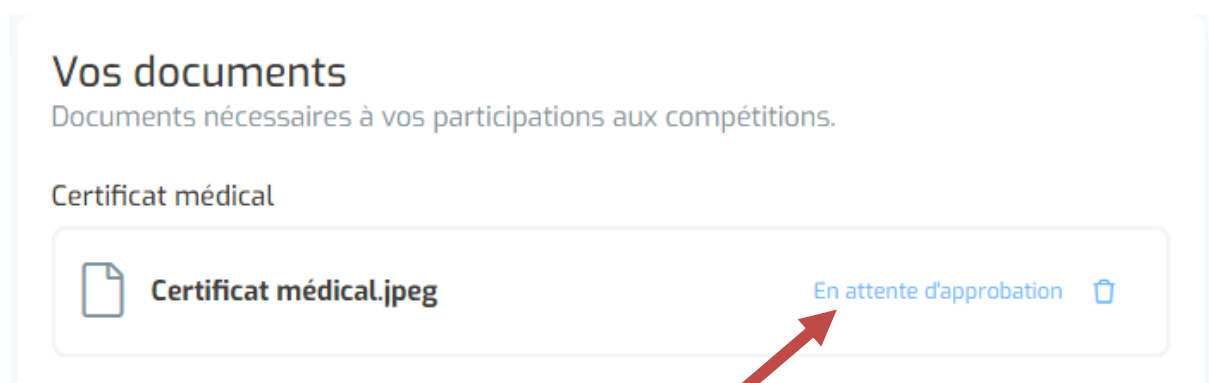 Vos documents
Documents nécessaires à vos participations aux compétitions.
Certificat médical
Certificat médical.jpeg En attente d'approbation